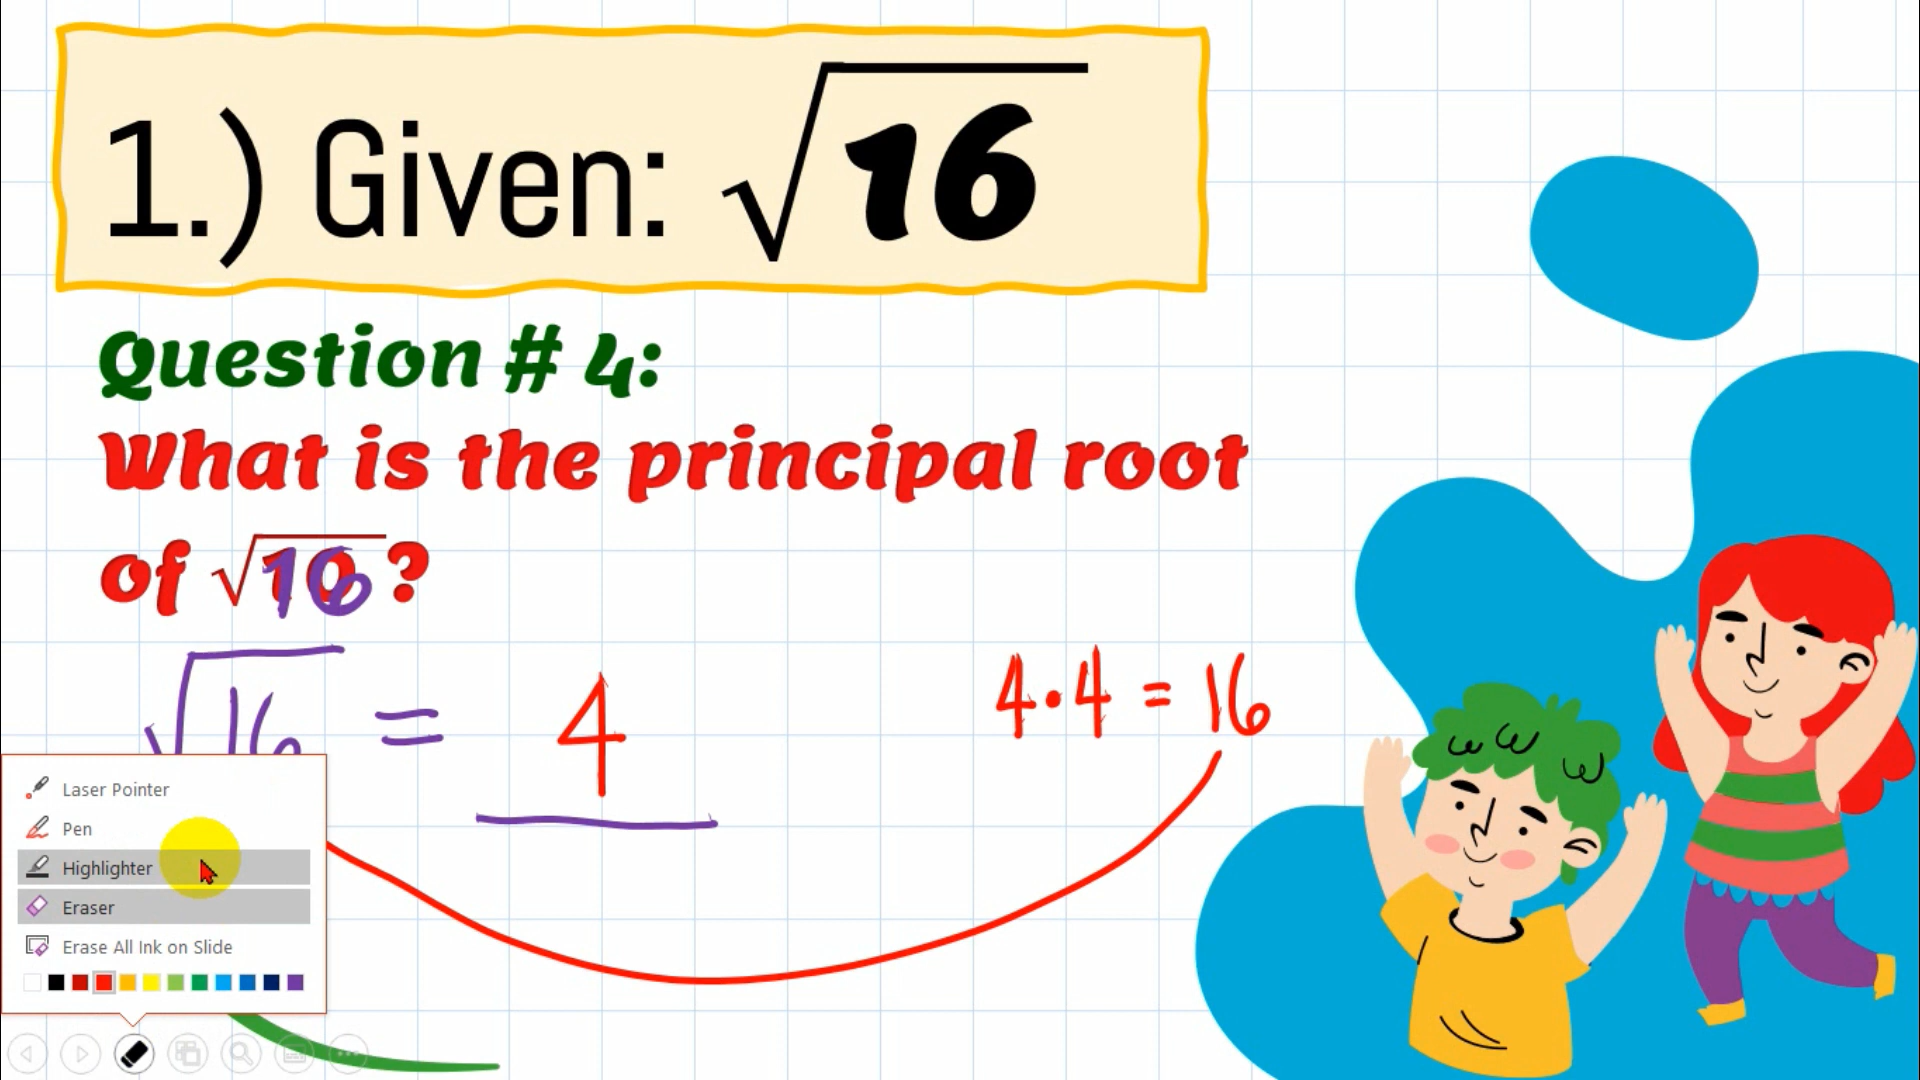 1.) Given: √16
Question # 4:
What is the principal root
of √16?
√16 = 4
4·4 = 16
Laser Pointer
Pen
Highlighter
Eraser
Erase All Ink on Slide